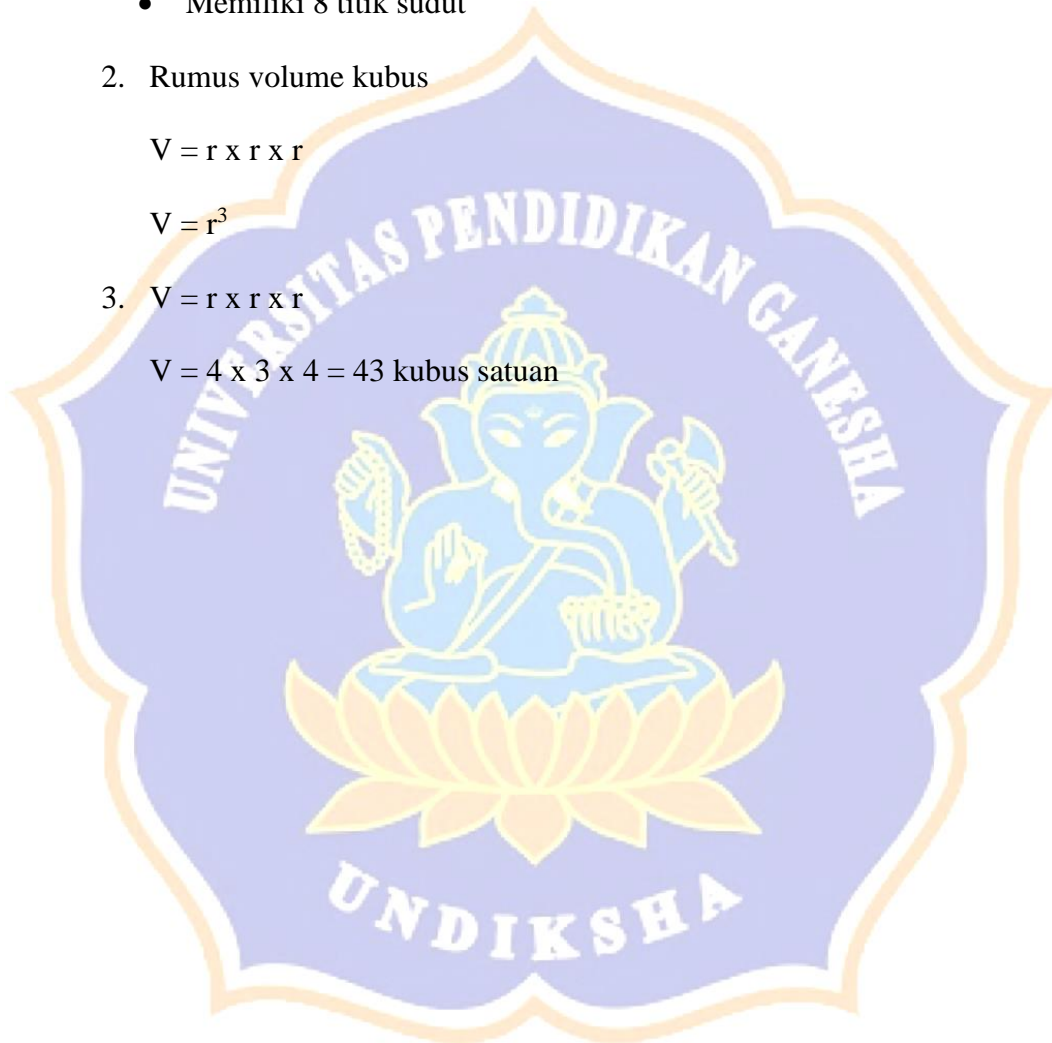 • Memiliki 8 titik sudut
2. Rumus volume kubus
V = r x r x r
V = r³
3. V = r x r x r
V = 4 x 3 x 4 = 43 kubus satuan
UNIVERSITAS PENDIDIKAN GANESHA
UNDIKSHA